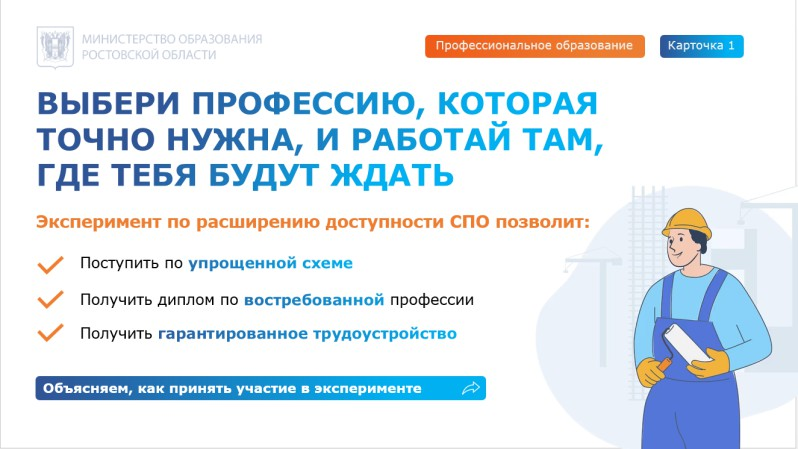 МИНИСТЕРСТВО ОБРАЗОВАНИЯ
РОСТОВСКОЙ ОБЛАСТИ
Профессиональное образование
Карточка 1
ВЫБЕРИ ПРОФЕССИЮ, КОТОРАЯ
ТОЧНО НУЖНА, И РАБОТАЙ ТАМ,
ГДЕ ТЕБЯ БУДУТ ЖДАТЬ
Эксперимент по расширению доступности СПО позволит:
Поступить по упрощенной схеме
Получить диплом по востребованной профессии
Получить гарантированное трудоустройство
Объясняем, как принять участие в эксперименте